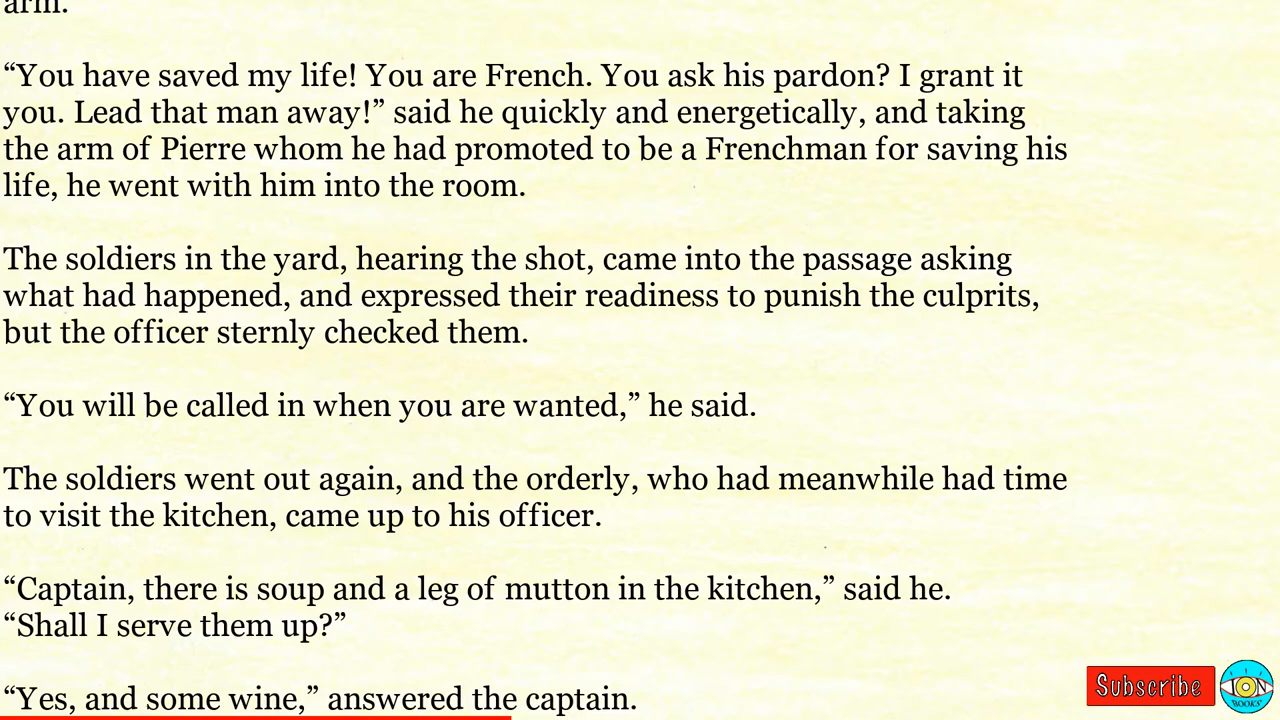 arm.
“You have saved my life! You are French. You ask his pardon? I grant it
you. Lead that man away!” said he quickly and energetically, and taking
the arm of Pierre whom he had promoted to be a Frenchman for saving his
life, he went with him into the room.
The soldiers in the yard, hearing the shot, came into the passage asking
what had happened, and expressed their readiness to punish the culprits,
but the officer sternly checked them.
“You will be called in when you are wanted,” he said.
The soldiers went out again, and the orderly, who had meanwhile had time
to visit the kitchen, came up to his officer.
“Captain, there is soup and a leg of mutton in the kitchen,” said he.
“Shall I serve them up?”
“Yes, and some wine,” answered the captain.
Subscribe
ION
BOOKS